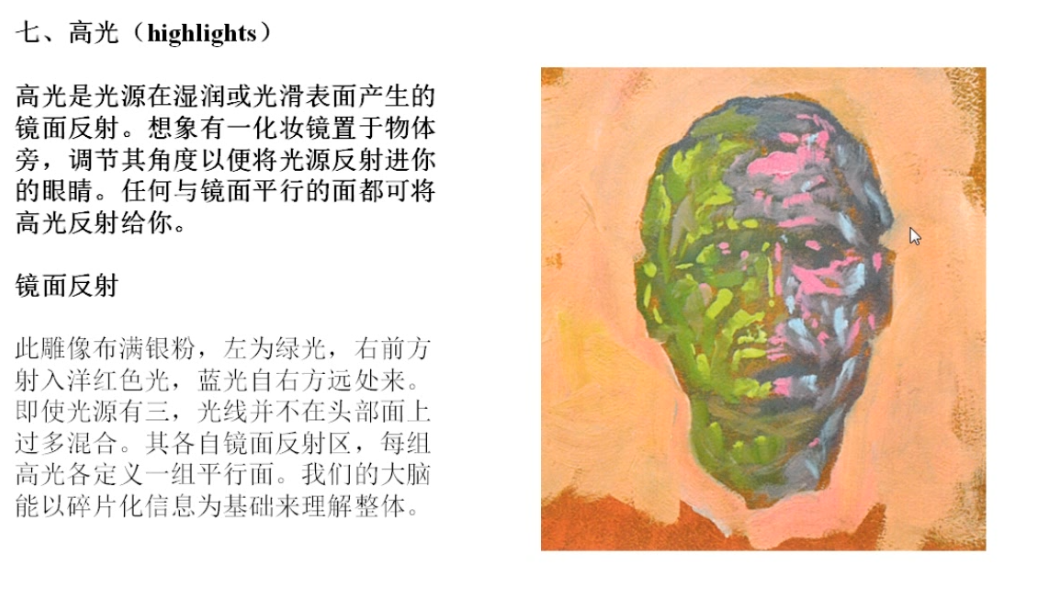 七、高光（highlights）
高光是光源在湿润或光滑表面产生的
镜面反射。想象有一化妆镜置于物体
旁，调节其角度以便将光源反射进你
的眼睛。任何与镜面平行的面都可将
高光反射给你。
镜面反射
此雕像布满银粉，左为绿光，右前方
射入洋红色光，蓝光自右方远处来。
即使光源有三，光线并不在头部面上
过多混合。其各自镜面反射区，每组
高光各定义一组平行面。我们的大脑
能以碎片化信息为基础来理解整体。